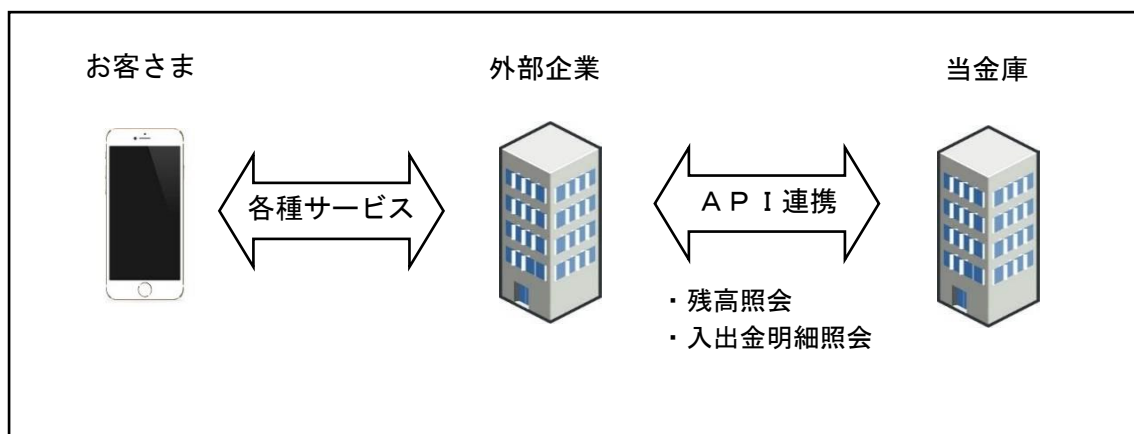 お客さま
外部企業
当金庫
各種サービス
ＡＰＩ連携
・残高照会
・入出金明細照会